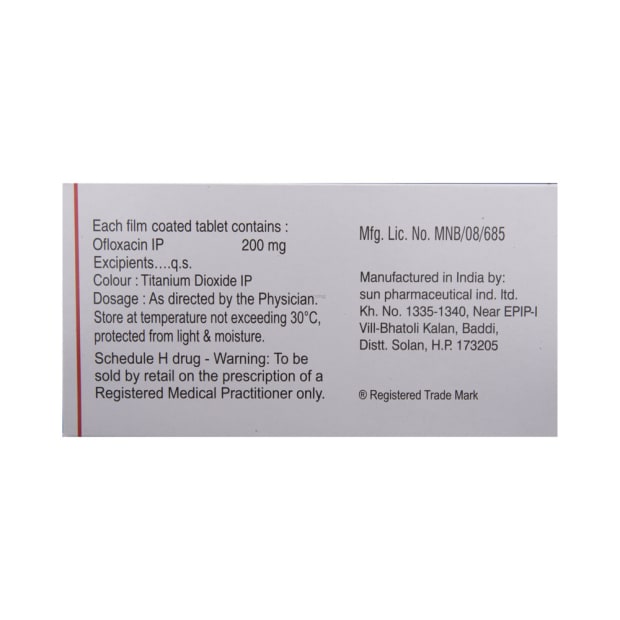 Each film coated tablet contains :
Ofloxacin IP 200 mg
Excipients....q.s.
Colour : Titanium Dioxide IP
Dosage : As directed by the Physician.
Store at temperature not exceeding 30°C,
protected from light & moisture.
Schedule H drug - Warning: To be
sold by retail on the prescription of a
Registered Medical Practitioner only.
Mfg. Lic. No. MNB/08/685
Manufactured in India by:
sun pharmaceutical ind. ltd.
Kh. No. 1335-1340, Near EPIP-I
Vill-Bhatoli Kalan, Baddi,
Distt. Solan, H.P. 173205
® Registered Trade Mark